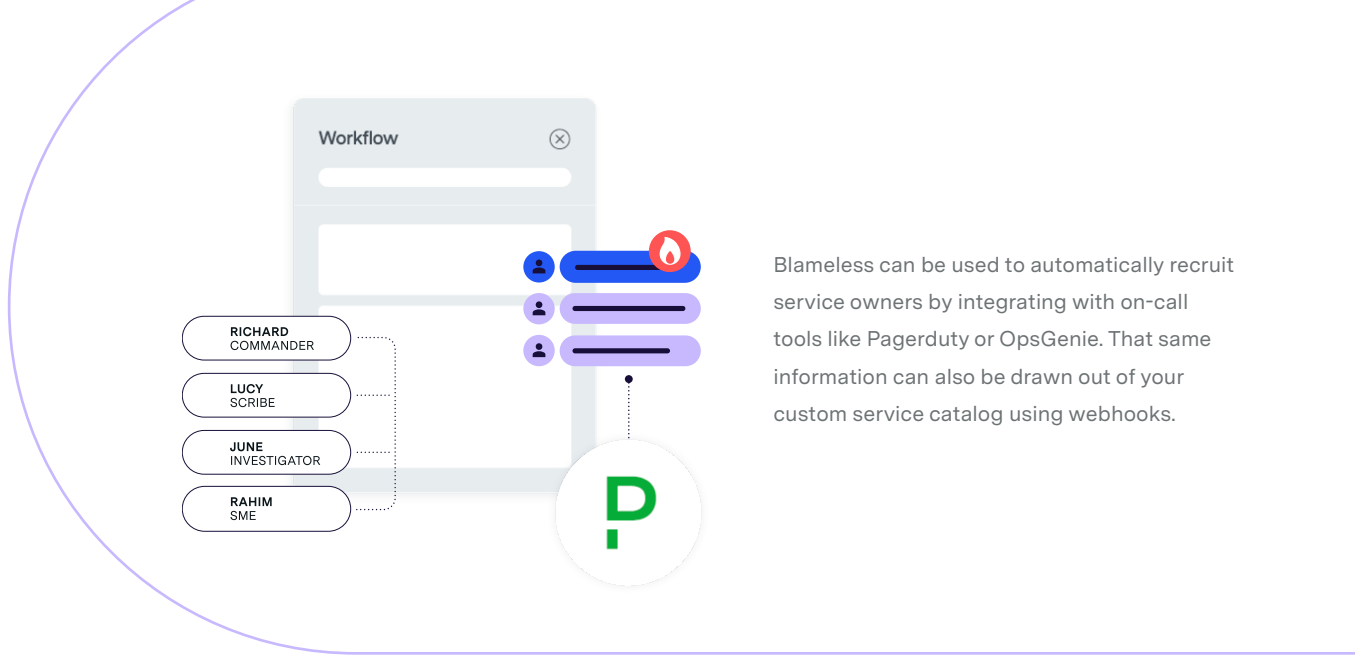 Workflow
RICHARD
COMMANDER
LUCY
SCRIBE
JUNE
INVESTIGATOR
RAHIM
SME
P
Blameless can be used to automatically recruit
service owners by integrating with on-call
tools like Pagerduty or OpsGenie. That same
information can also be drawn out of your
custom service catalog using webhooks.